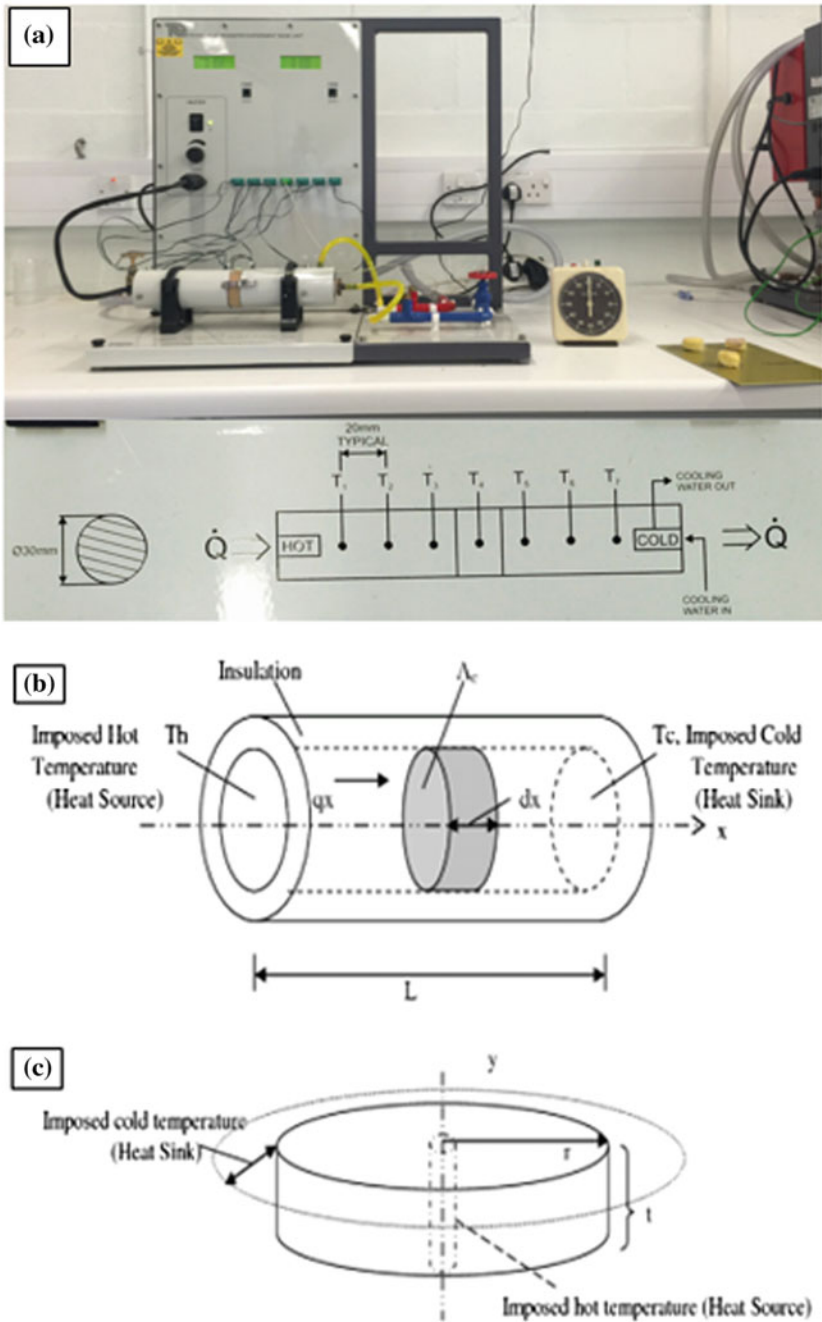 (a)
HEATER
20mm
TYPICAL
T₁ T₂ T₃ T₄ T₅ T₆ T₇
COOLING
WATER OUT
Ø30mm
Q̇ HOT COLD Q̇
COOLING
WATER IN
(b)
Insulation
Imposed Hot
Temperature
(Heat Source)
Th
qx
dx
Tc, Imposed Cold
Temperature
(Heat Sink)
x
L
(c)
y
Imposed cold temperature
(Heat Sink)
r
t
Imposed hot temperature (Heat Source)